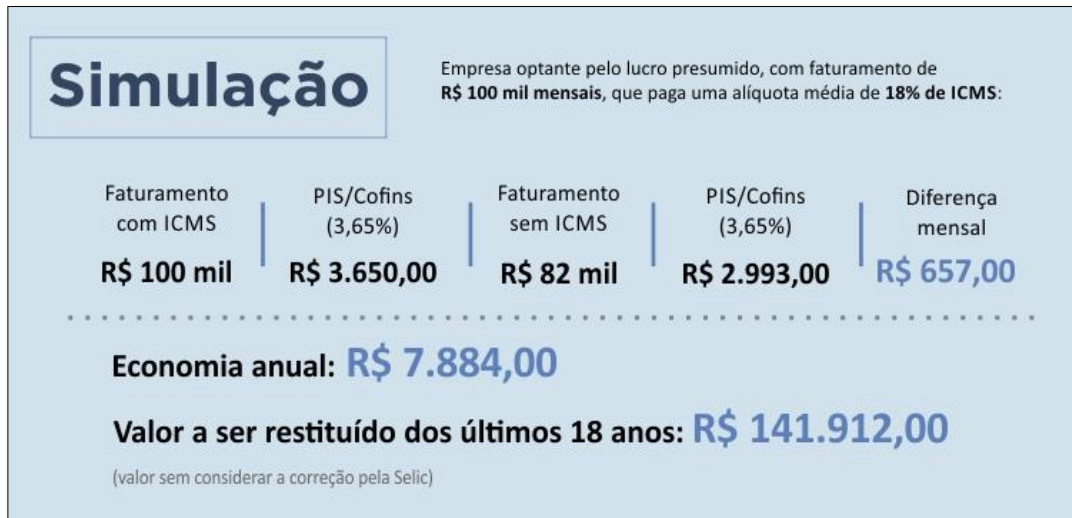 Simulação
Empresa optante pelo lucro presumido, com faturamento de
R$ 100 mil mensais, que paga uma alíquota média de 18% de ICMS:
Faturamento
com ICMS
R$ 100 mil
PIS/Cofins
(3,65%)
R$ 3.650,00
Faturamento
sem ICMS
R$ 82 mil
PIS/Cofins
(3,65%)
R$ 2.993,00
Diferença
mensal
R$ 657,00
Economia anual: R$ 7.884,00
Valor a ser restituído dos últimos 18 anos: R$ 141.912,00
(valor sem considerar a correção pela Selic)